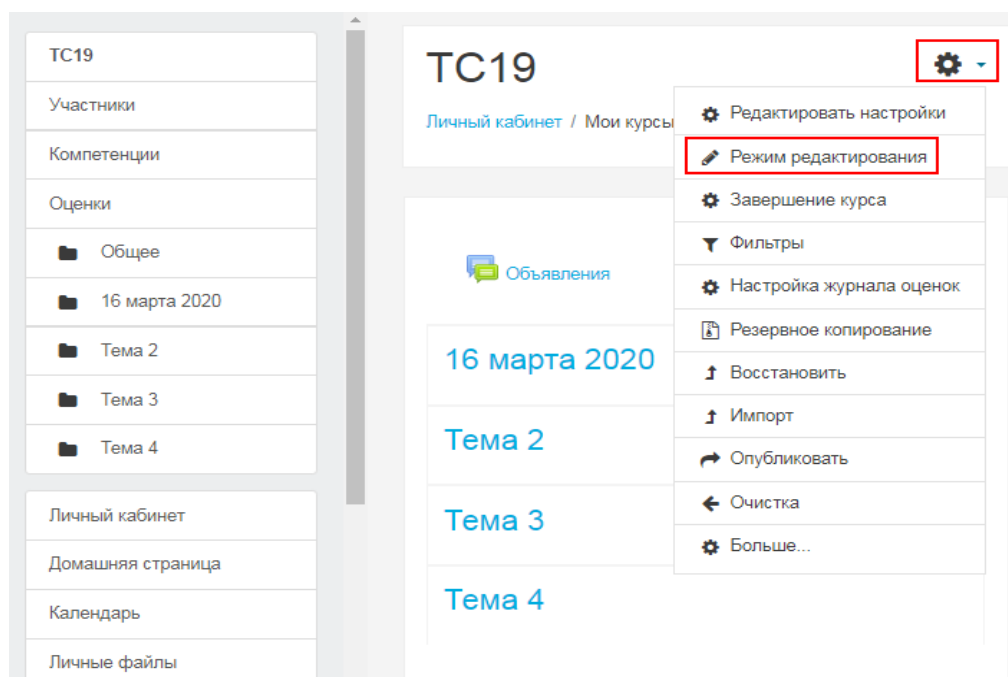 ТС19
Участники
Компетенции
Оценки
Общее
16 марта 2020
Тема 2
Тема 3
Тема 4
Личный кабинет
Домашняя страница
Календарь
Личные файлы
ТС19
Личный кабинет / Мои курсы
Редактировать настройки
Режим редактирования
Завершение курса
Фильтры
Настройка журнала оценок
Резервное копирование
Восстановить
Импорт
Опубликовать
Очистка
Больше...
Объявления
16 марта 2020
Тема 2
Тема 3
Тема 4